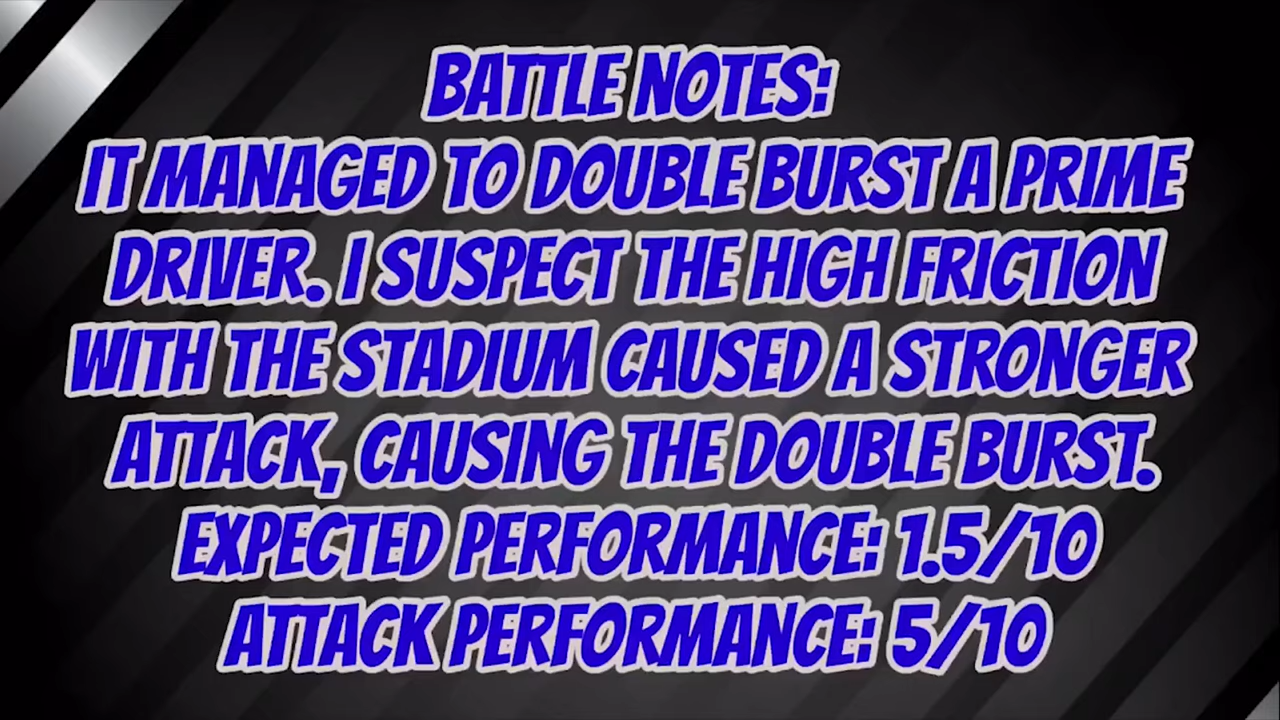 BATTLE NOTES:
IT MANAGED TO DOUBLE BURST A PRIME
DRIVER. I SUSPECT THE HIGH FRICTION
WITH THE STADIUM CAUSED A STRONGER
ATTACK, CAUSING THE DOUBLE BURST.
EXPECTED PERFORMANCE: 1.5/10
ATTACK PERFORMANCE: 5/10